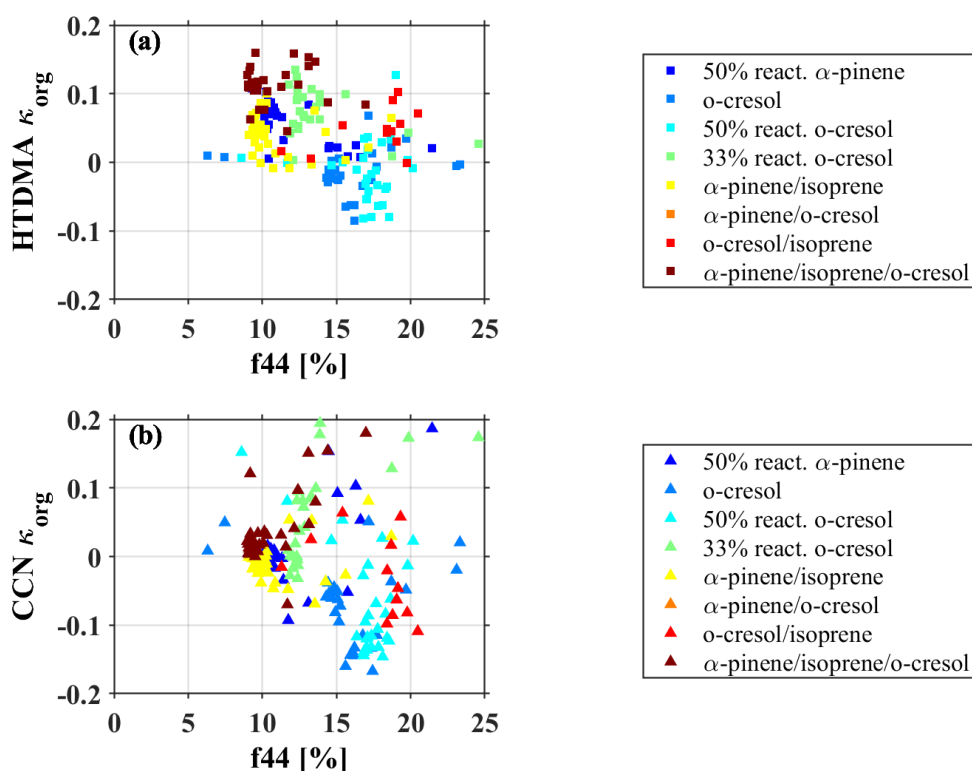 0.2
(a)
0.1
0
-0.1
-0.2
HTDMA κorg
0 5 10 15 20 25
f44 [%]
50% react. α-pinene
o-cresol
50% react. o-cresol
33% react. o-cresol
α-pinene/isoprene
α-pinene/o-cresol
o-cresol/isoprene
α-pinene/isoprene/o-cresol
0.2
(b)
0.1
0
-0.1
-0.2
CCN κorg
0 5 10 15 20 25
f44 [%]
50% react. α-pinene
o-cresol
50% react. o-cresol
33% react. o-cresol
α-pinene/isoprene
α-pinene/o-cresol
o-cresol/isoprene
α-pinene/isoprene/o-cresol